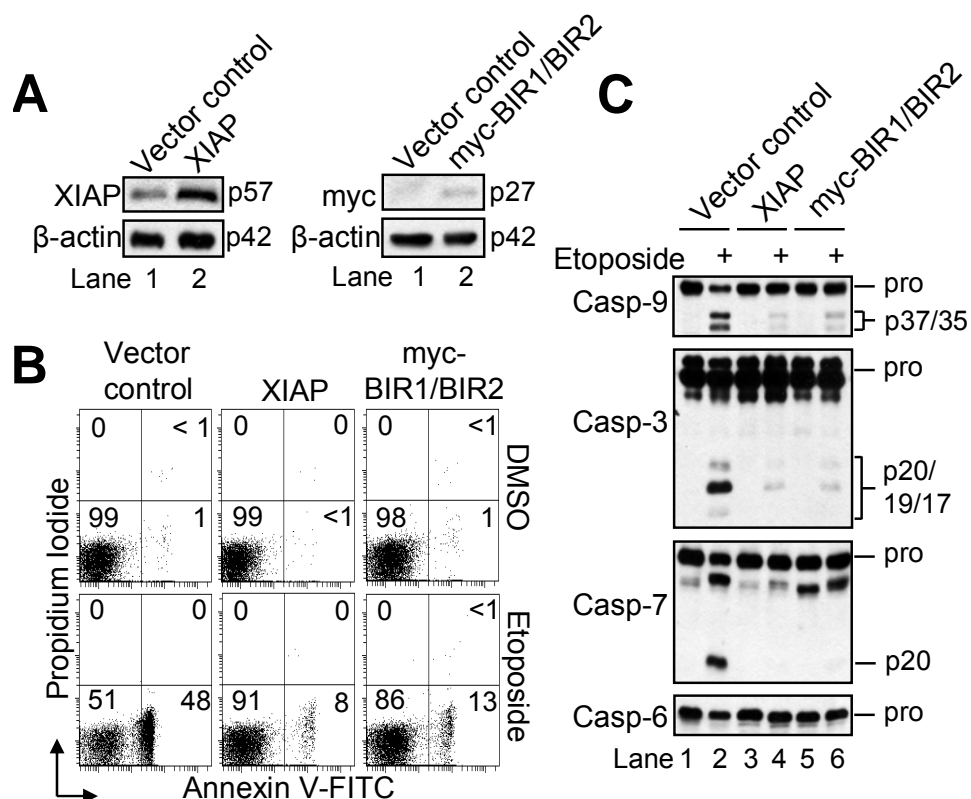 A
Vector control
XIAP
XIAP
p57
β-actin
p42
Lane 1 2
Vector control
myc-BIR1/BIR2
myc
p27
β-actin
p42
Lane 1 2
B
Vector control
XIAP
myc-BIR1/BIR2
0 < 1 0 0 0 <1
99 1 99 <1 98 1
DMSO
0 0 0 0 0 <1
51 48 91 8 86 13
Etoposide
Propidium Iodide
Annexin V-FITC
C
Vector control
XIAP
myc-BIR1/BIR2
Etoposide + + +
Casp-9
pro
p37/35
Casp-3
pro
p20/
19/17
Casp-7
pro
p20
Casp-6
pro
Lane 1 2 3 4 5 6